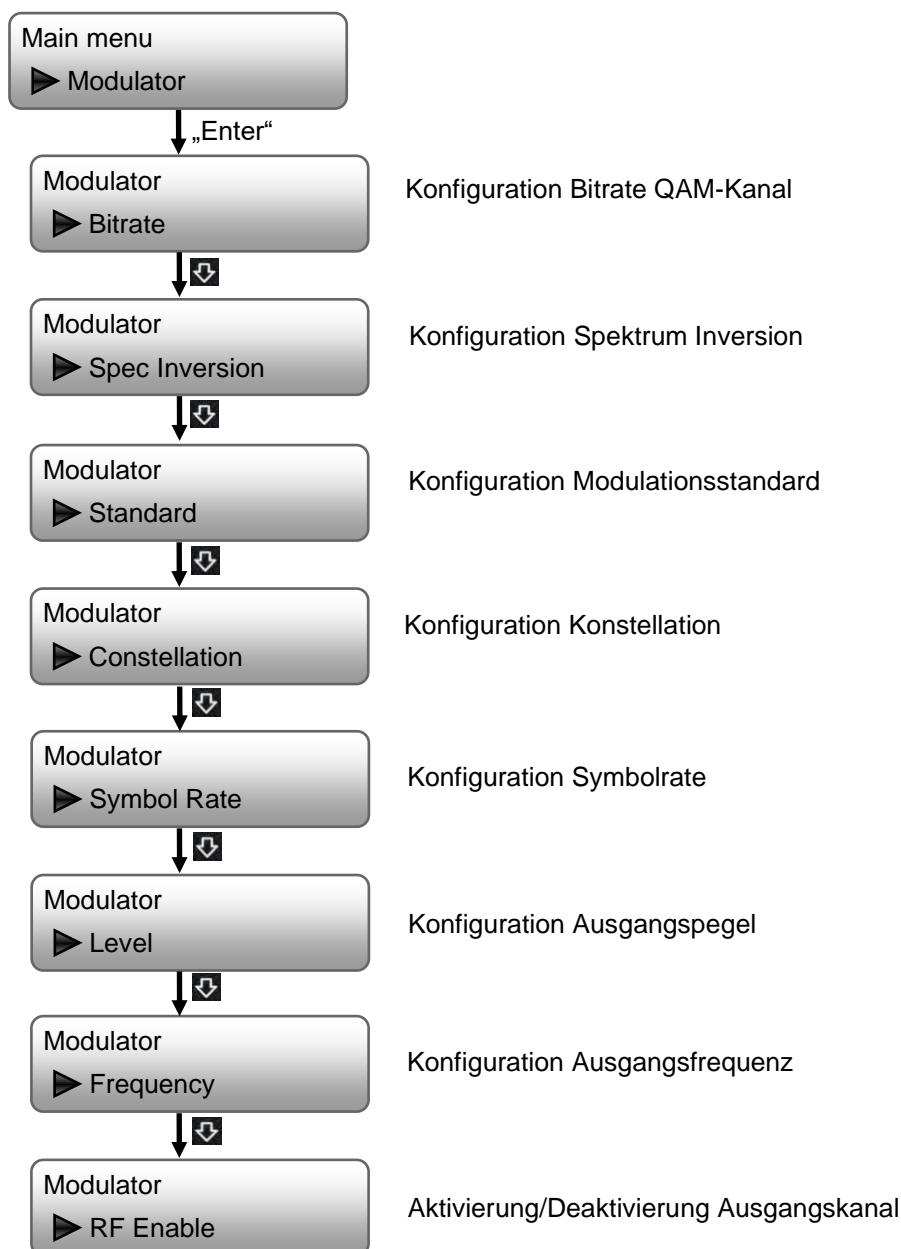 Main menu
Modulator
„Enter“
Modulator
Bitrate
Konfiguration Bitrate QAM-Kanal
Modulator
Spec Inversion
Konfiguration Spektrum Inversion
Modulator
Standard
Konfiguration Modulationsstandard
Modulator
Constellation
Konfiguration Konstellation
Modulator
Symbol Rate
Konfiguration Symbolrate
Modulator
Level
Konfiguration Ausgangspegel
Modulator
Frequency
Konfiguration Ausgangsfrequenz
Modulator
RF Enable
Aktivierung/Deaktivierung Ausgangskanal